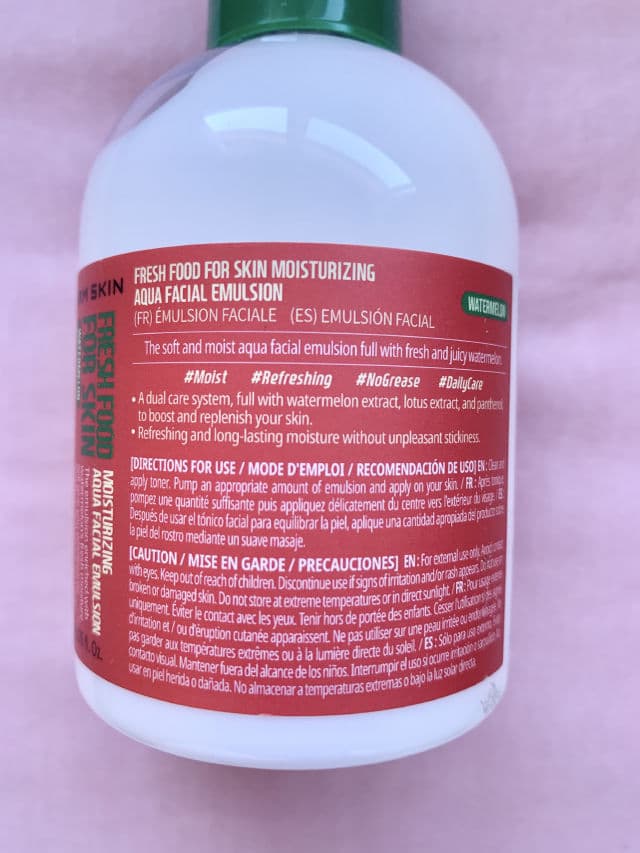 FRESH FOOD FOR SKIN MOISTURIZING
AQUA FACIAL EMULSION
(FR) ÉMULSION FACIALE (ES) EMULSIÓN FACIAL
WATERMELON
The soft and moist aqua facial emulsion full with fresh and juicy watermelon.
#Moist #Refreshing #NoGrease #DailyCare
• A dual care system, full with watermelon extract, lotus extract, and panthenol,
to boost and replenish your skin.
• Refreshing and long-lasting moisture without unpleasant stickiness.
[DIRECTIONS FOR USE / MODE D'EMPLOI / RECOMENDACIÓN DE USO] EN : Clean and
apply toner. Pump an appropriate amount of emulsion and apply on your skin. / FR : Après tonique,
pompez une quantité suffisante puis appliquez délicatement du centre vers l'extérieur du visage. / ES :
Después de usar el tónico facial para equilibrar la piel, aplique una cantidad apropiada del producto sobre
la piel del rostro mediante un suave masaje.
[CAUTION / MISE EN GARDE / PRECAUCIONES] EN : For external use only. Avoid contact
with eyes. Keep out of reach of children. Discontinue use if signs of irritation and/or rash appears. Do not use on
broken or damaged skin. Do not store at extreme temperatures or in direct sunlight. / FR : Pour usage externe
uniquement. Éviter le contact avec les yeux. Tenir hors de portée des enfants. Cesser l'utilisation si des signes
d'irritation et / ou d'éruption cutanée apparaissent. Ne pas utiliser sur une peau irritée ou endommagée. Ne
pas garder aux températures extrêmes ou à la lumière directe du soleil. / ES : Sólo para uso externo. Evite
contacto visual. Mantener fuera del alcance de los niños. Interrumpir el uso si ocurre irritación o sarpullido. No
usar en piel herida o dañada. No almacenar a temperaturas extremas o bajo la luz solar directa.
SKIN
FRESH FOOD
FOR SKIN
WATERMELON
MOISTURIZING
AQUA FACIAL EMULSION
The emulsion enriched with
fl. Oz.